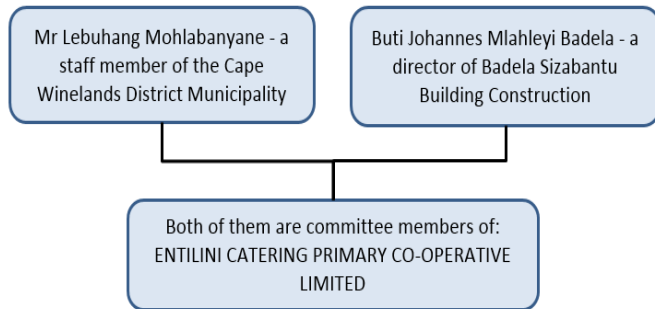 Mr Lebuhang Mohlabanyane - a
staff member of the Cape
Winelands District Municipality
Buti Johannes Mlahleyi Badela - a
director of Badela Sizabantu
Building Construction
Both of them are committee members of:
ENTILINI CATERING PRIMARY CO-OPERATIVE
LIMITED